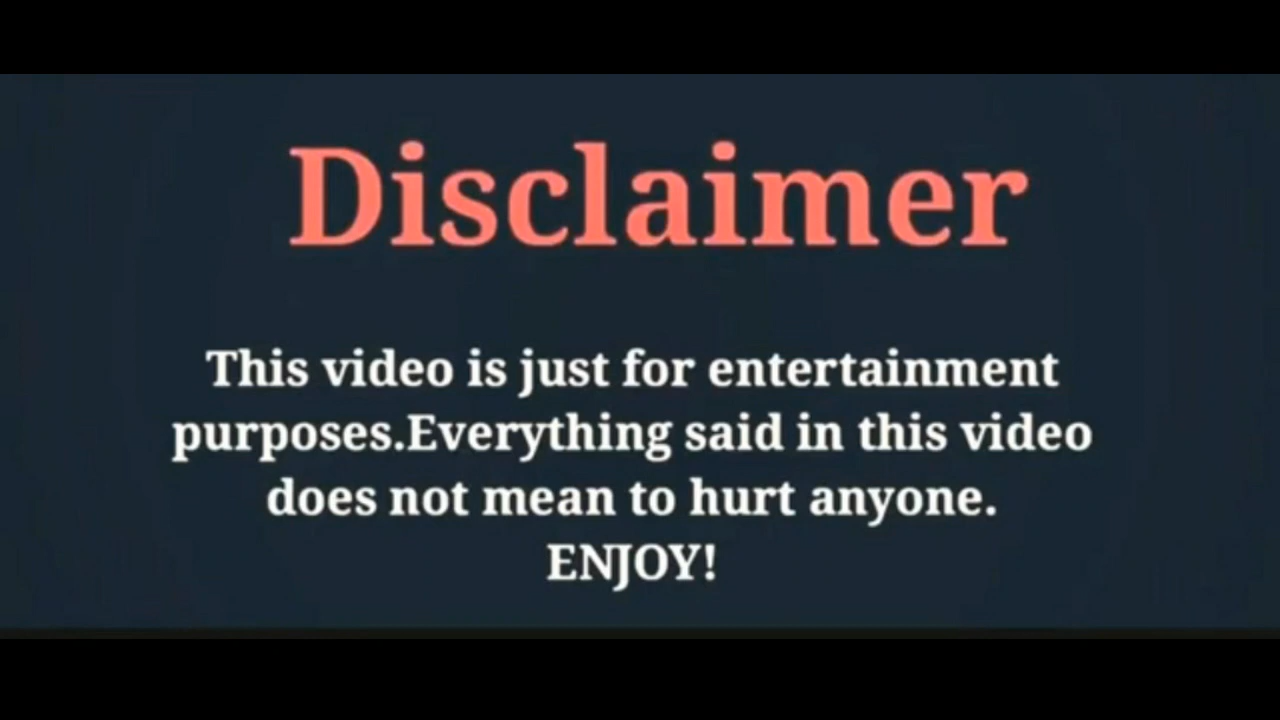 Disclaimer
This video is just for entertainment
purposes.Everything said in this video
does not mean to hurt anyone.
ENJOY!